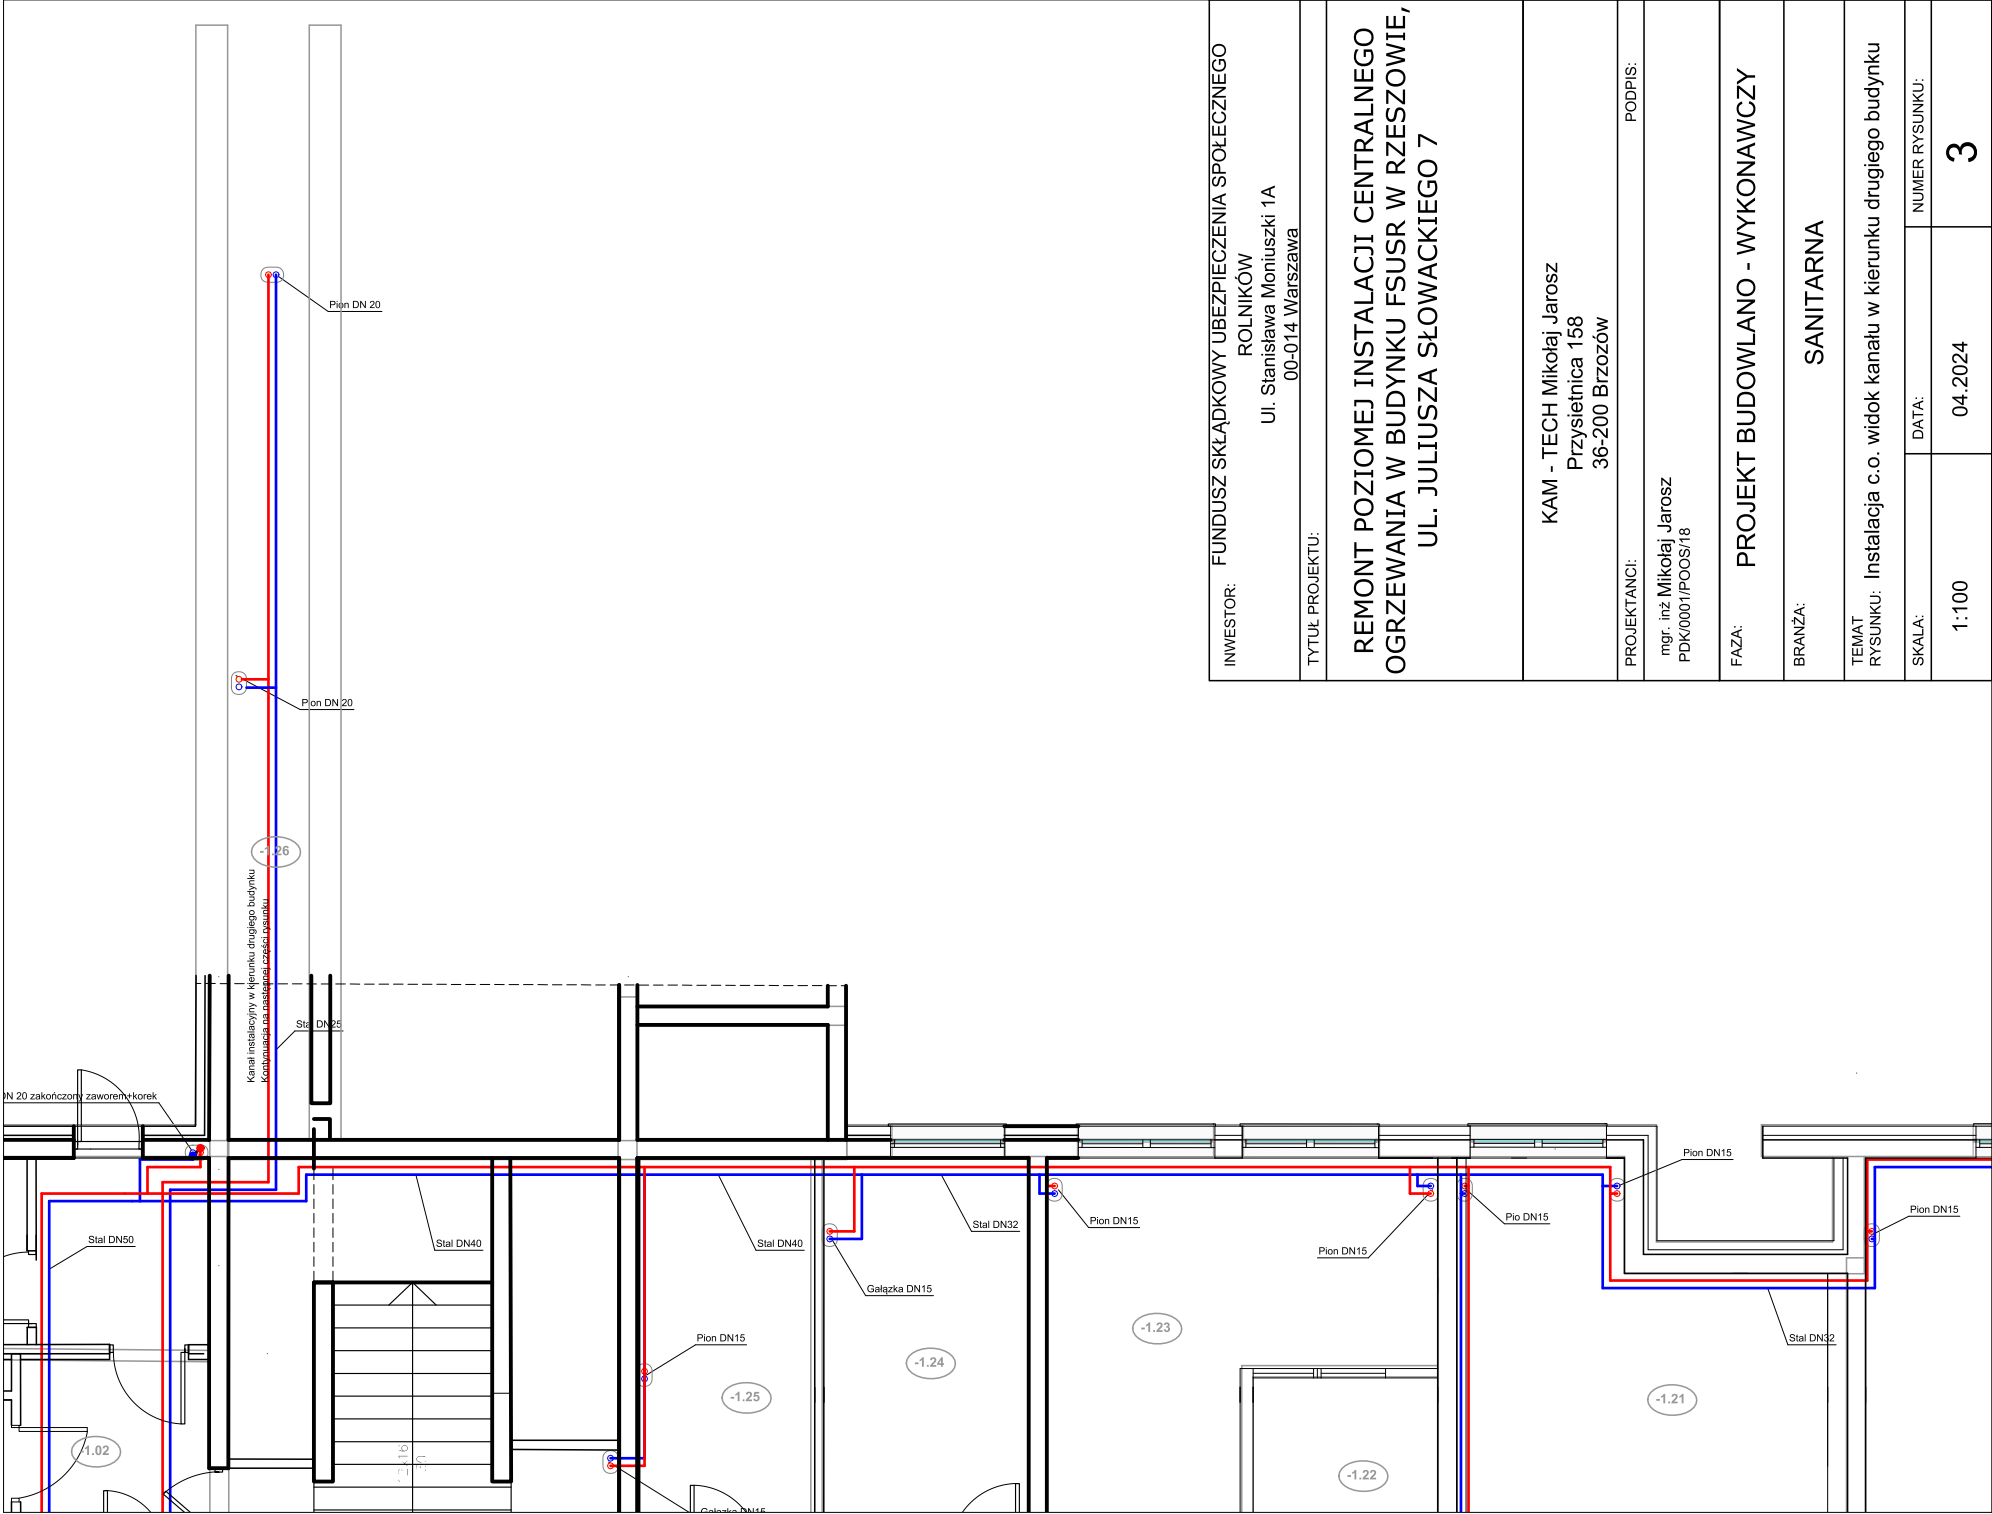 INWESTOR:
FUNDUSZ SKŁĄDKOWY UBEZPIECZENIA SPOŁECZNEGO
ROLNIKÓW
Ul. Stanisława Moniuszki 1A
00-014 Warszawa
TYTUŁ PROJEKTU:
REMONT POZIOMEJ INSTALACJI CENTRALNEGO
OGRZEWANIA W BUDYNKU FSUSR W RZESZOWIE,
UL. JULIUSZA SŁOWACKIEGO 7
KAM - TECH Mikołaj Jarosz
Przysietnica 158
36-200 Brzozów
PROJEKTANCI:
PODPIS:
mgr. inż Mikołaj Jarosz
PDK/0001/POOS/18
FAZA:
PROJEKT BUDOWLANO - WYKONAWCZY
BRANŻA:
SANITARNA
TEMAT
RYSUNKU: Instalacja c.o. widok kanału w kierunku drugiego budynku
SKALA:
DATA:
NUMER RYSUNKU:
1:100
04.2024
3
Pion DN 20
Pion DN 20
-1.26
Kanał instalacyjny w kierunku drugiego budynku
Kontynuacja na następnej części rysunku
Stal DN25
DN 20 zakończony zaworem+korek
Stal DN50
Stal DN40
Stal DN40
Stal DN32
Pion DN15
Pion DN15
Pio DN15
Pion DN15
Pion DN15
Gałązka DN15
Pion DN15
Stal DN32
-1.23
-1.24
-1.25
-1.21
-1.02
-1.22
Gałązka DN15